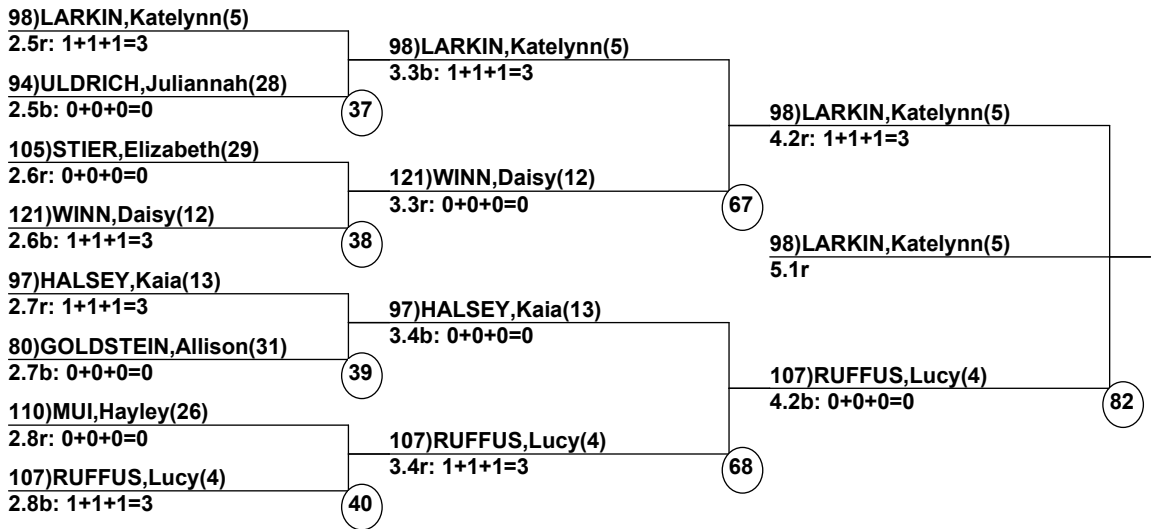 98)LARKIN,Katelynn(5)
2.5r: 1+1+1=3
94)ULDRICH,Juliannah(28)
2.5b: 0+0+0=0
37
105)STIER,Elizabeth(29)
2.6r: 0+0+0=0
121)WINN,Daisy(12)
2.6b: 1+1+1=3
38
97)HALSEY,Kaia(13)
2.7r: 1+1+1=3
80)GOLDSTEIN,Allison(31)
2.7b: 0+0+0=0
39
110)MUI,Hayley(26)
2.8r: 0+0+0=0
107)RUFFUS,Lucy(4)
2.8b: 1+1+1=3
40
98)LARKIN,Katelynn(5)
3.3b: 1+1+1=3
121)WINN,Daisy(12)
3.3r: 0+0+0=0
67
97)HALSEY,Kaia(13)
3.4b: 0+0+0=0
107)RUFFUS,Lucy(4)
3.4r: 1+1+1=3
68
98)LARKIN,Katelynn(5)
4.2r: 1+1+1=3
98)LARKIN,Katelynn(5)
5.1r
107)RUFFUS,Lucy(4)
4.2b: 0+0+0=0
82